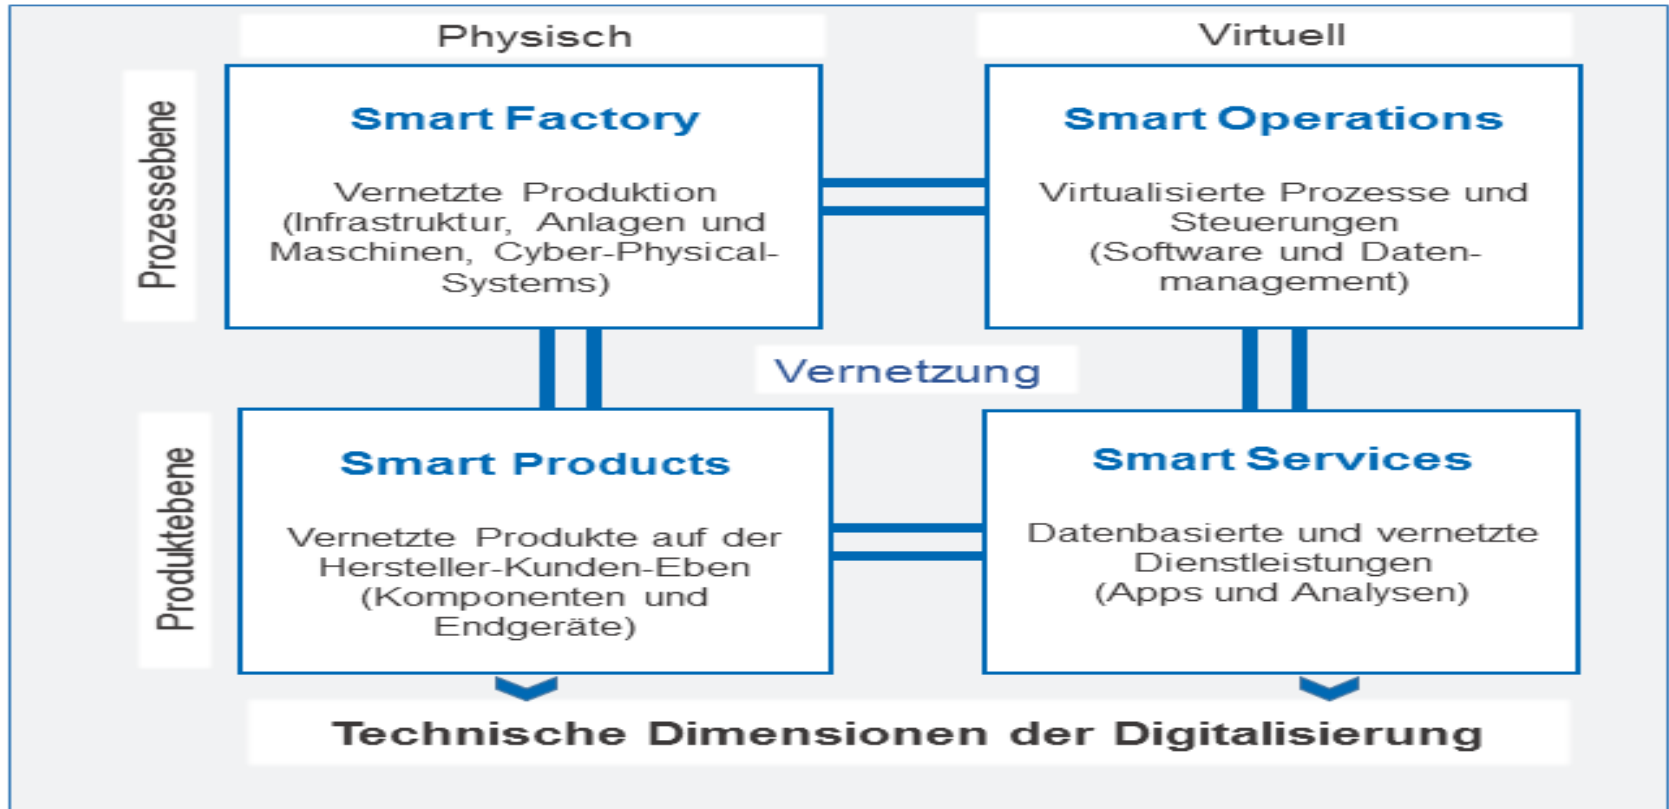 Physisch
Virtuell
Prozessebene
Smart Factory
Vernetzte Produktion
(Infrastruktur, Anlagen und
Maschinen, Cyber-Physical-
Systems)
Smart Operations
Virtualisierte Prozesse und
Steuerungen
(Software und Daten-
management)
Vernetzung
Produktebene
Smart Products
Vernetzte Produkte auf der
Hersteller-Kunden-Eben
(Komponenten und
Endgeräte)
Smart Services
Datenbasierte und vernetzte
Dienstleistungen
(Apps und Analysen)
Technische Dimensionen der Digitalisierung